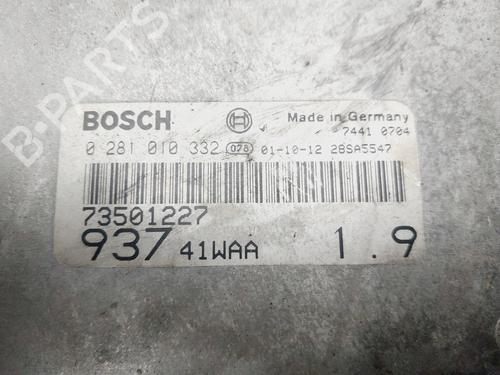 B-PARTS
BOSCH
Made in Germany
7441 0704
0 281 010 332 078 01-10-12 28SA5547
73501227
937 41WAA 1.9